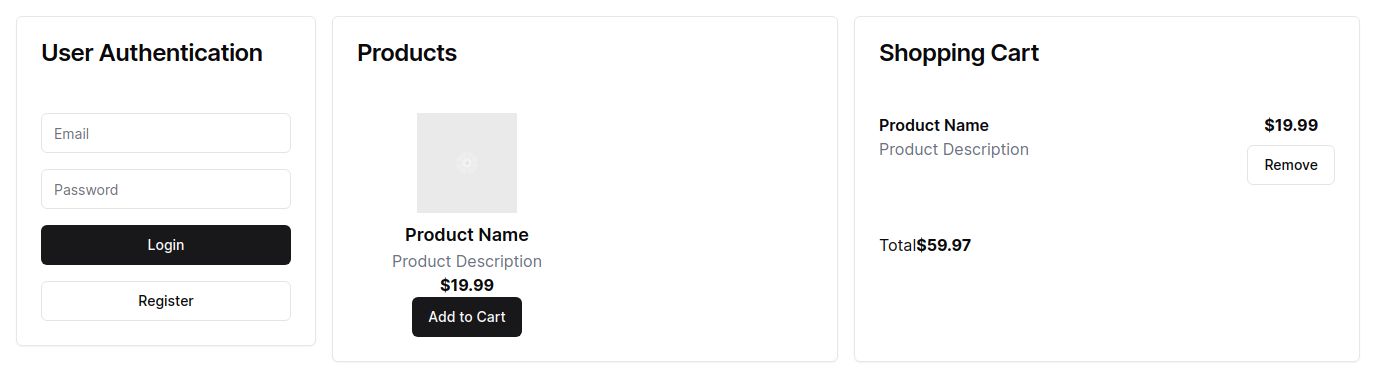 User Authentication
Email
Password
Login
Register
Products
Product Name
Product Description
$19.99
Add to Cart
Shopping Cart
Product Name
$19.99
Product Description
Remove
Total$59.97